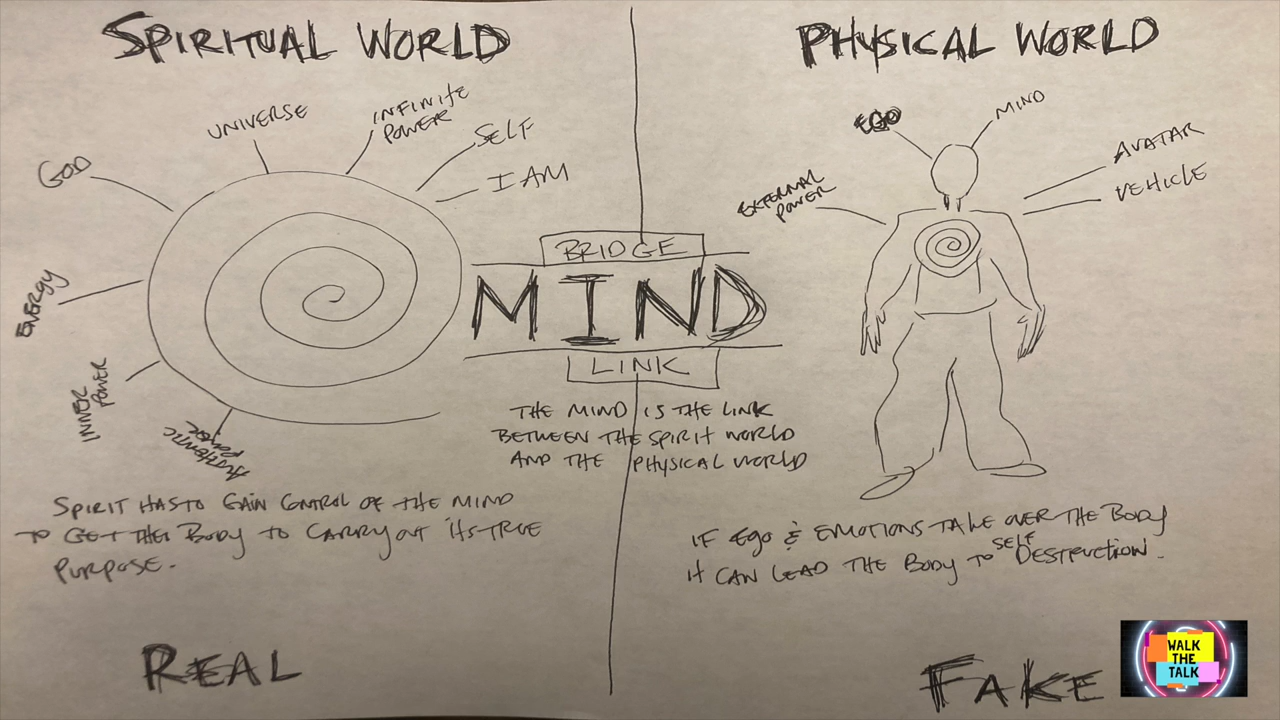 SPIRITUAL WORLD
PHYSICAL WORLD
UNIVERSE
INFINITE
POWER
SELF
I AM
GOD
ENERGY
INNER
POWER
AUTHENTIC
POWER
BRIDGE
MIND
LINK
THE MIND IS THE LINK
BETWEEN THE SPIRIT WORLD
AND THE PHYSICAL WORLD
EGO
MIND
AVATAR
VEHICLE
EXTERNAL
POWER
SPIRIT HAS TO GAIN CONTROL OF THE MIND
TO GET THE BODY TO CARRY OUT ITS TRUE
PURPOSE.
IF EGO & EMOTIONS TAKE OVER THE BODY
IT CAN LEAD THE BODY TO SELF DESTRUCTION.
REAL
FAKE
WALK
THE
TALK